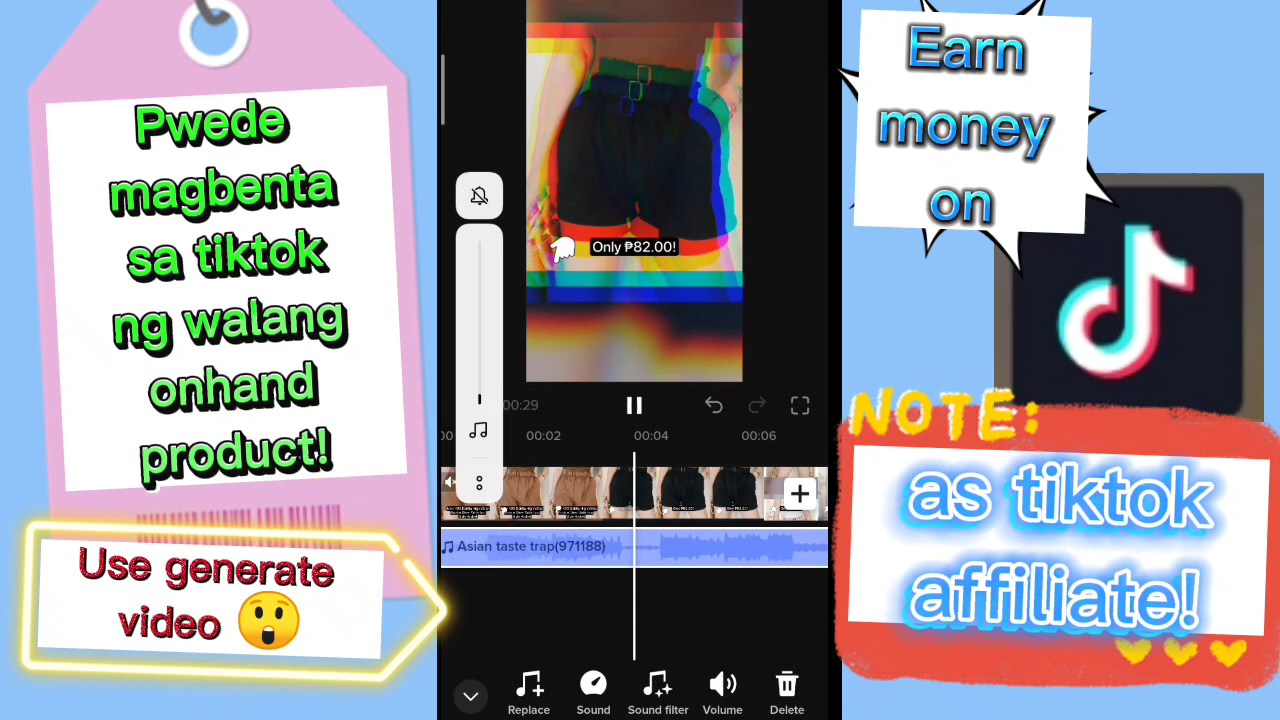 Pwede
magbenta
sa tiktok
ng walang
onhand
product!
Use generate
video
Only ₱82.00!
00:29
00
00:02
00:04
00:06
Asian taste trap(971188)
Replace
Sound
Sound filter
Volume
Delete
Earn
money
on
NOTE:
as tiktok
affiliate!